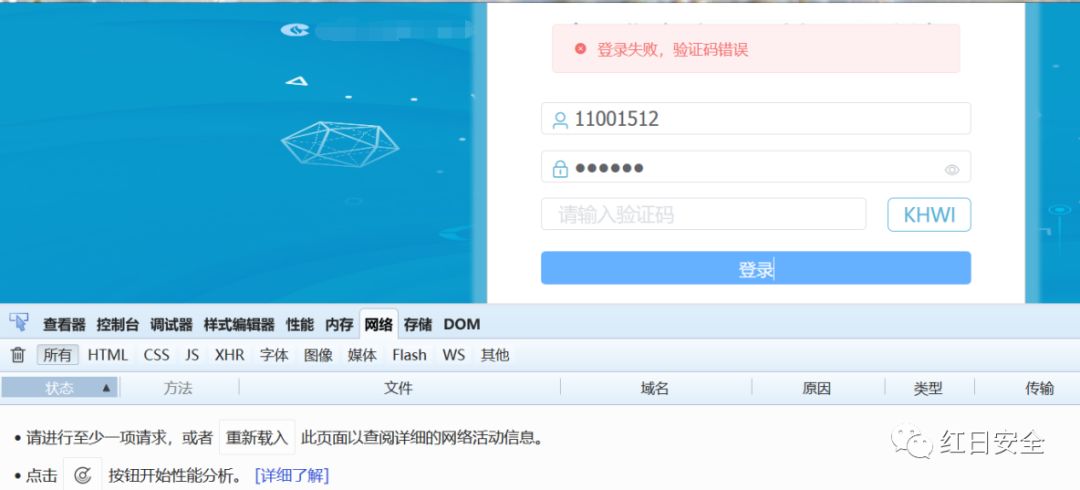 登录失败，验证码错误
11001512
●●●●●●
请输入验证码 KHWI
登录
查看器 控制台 调试器 样式编辑器 性能 内存 网络 存储 DOM
所有 HTML CSS JS XHR 字体 图像 媒体 Flash WS 其他
状态 ▲ 方法 文件 域名 原因 类型 传输
• 请进行至少一项请求，或者 重新载入 此页面以查阅详细的网络活动信息。
• 点击 按钮开始性能分析。 [详细了解]
红日安全